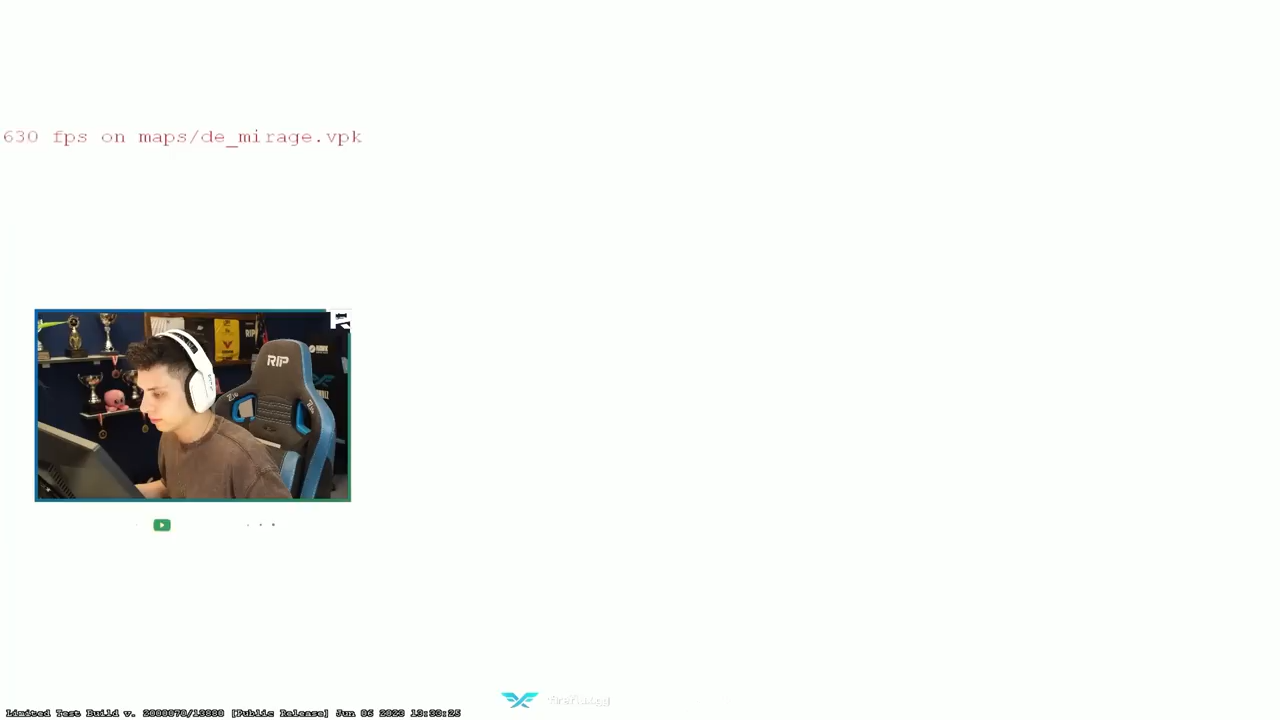 630 fps on maps/de_mirage.vpk
RIP
RIP
Limited Test Build v. 2000070/13880 [Public Release] Jun 06 2023 13:33:25